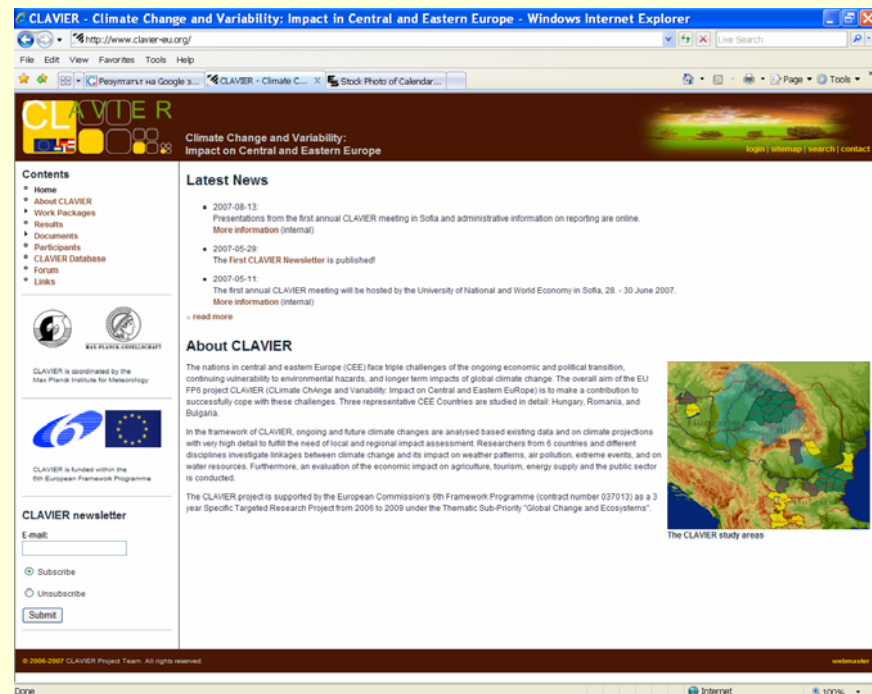 CLAVIER - Climate Change and Variability: Impact in Central and Eastern Europe - Windows Internet Explorer
http://www.clavier-eu.org/
Live Search
File Edit View Favorites Tools Help
Резултатът на Google з...
CLAVIER - Climate C...
Stock Photo of Calendar...
Page
Tools
CLAVIER
Climate Change and Variability:
Impact on Central and Eastern Europe
login | sitemap | search | contact
Contents
Home
About CLAVIER
Work Packages
Results
Documents
Participants
CLAVIER Database
Forum
Links
MAX-PLANCK-GESELLSCHAFT
CLAVIER is coordinated by the
Max Planck Institute for Meteorology
CLAVIER is funded within the
6th European Framework Programme
CLAVIER newsletter
E-mail:
Subscribe
Unsubscribe
Submit
Latest News
2007-08-13:
Presentations from the first annual CLAVIER meeting in Sofia and administrative information on reporting are online.
More information (internal)
2007-05-29:
The First CLAVIER Newsletter is published!
2007-05-11:
The first annual CLAVIER meeting will be hosted by the University of National and World Economy in Sofia, 28. - 30 June 2007.
More information (internal)
» read more
About CLAVIER
The nations in central and eastern Europe (CEE) face triple challenges of the ongoing economic and political transition,
continuing vulnerability to environmental hazards, and longer term impacts of global climate change. The overall aim of the EU
FP6 project CLAVIER (CLimate ChAnge and Variability: Impact on Central and Eastern EuRope) is to make a contribution to
successfully cope with these challenges. Three representative CEE Countries are studied in detail: Hungary, Romania, and
Bulgaria.
In the framework of CLAVIER, ongoing and future climate changes are analysed based existing data and on climate projections
with very high detail to fulfill the need of local and regional impact assessment. Researchers from 6 countries and different
disciplines investigate linkages between climate change and its impact on weather patterns, air pollution, extreme events, and on
water resources. Furthermore, an evaluation of the economic impact on agriculture, tourism, energy supply and the public sector
is conducted.
The CLAVIER project is supported by the European Commission's 6th Framework Programme (contract number 037013) as a 3
year Specific Targeted Research Project from 2006 to 2009 under the Thematic Sub-Priority "Global Change and Ecosystems".
The CLAVIER study areas
© 2006-2007 CLAVIER Project Team. All rights reserved.
webmaster
Done
Internet
100%